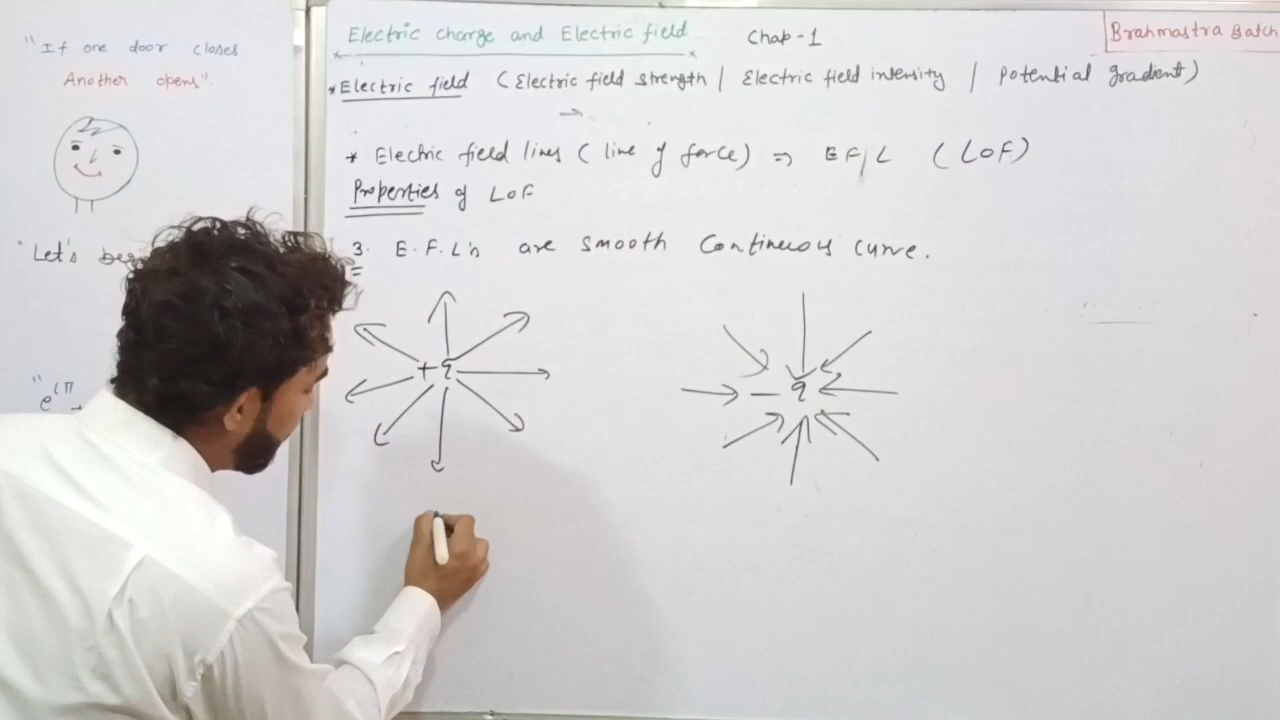 "If one door closes
Another opens".
"Let's
"e^iπ
Electric charge and Electric field
Chap-1
Brahmastra Batch
*Electric field (Electric field strength / Electric field intensity / Potential gradient)
* Electric field lines (line of force) ⇒ EF/L (LOF)
Properties of LOF
3. E.F.L's are smooth Continuous curve.
+q
-q